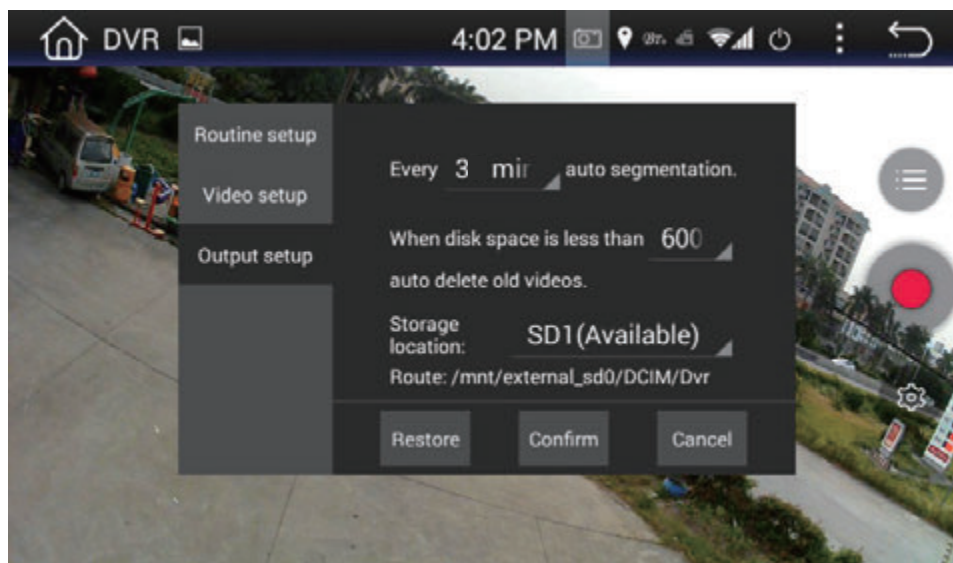 DVR
4:02 PM
Routine setup
Video setup
Output setup
Every 3 min auto segmentation.
When disk space is less than 600
auto delete old videos.
Storage
location:
SD1(Available)
Route: /mnt/external_sd0/DCIM/Dvr
Restore
Confirm
Cancel